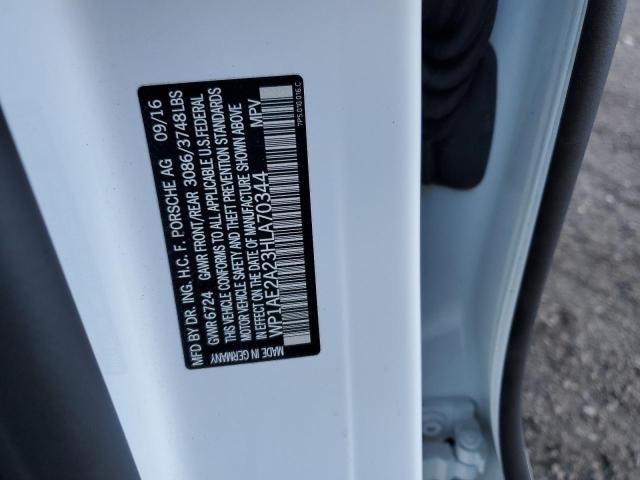 MFD BY DR. ING. H.C. F. PORSCHE AG 09/16
GVWR 6724 GAWR FRONT/REAR 3086/3748LBS
THIS VEHICLE CONFORMS TO ALL APPLICABLE U.S.FEDERAL
MOTOR VEHICLE SAFETY AND THEFT PREVENTION STANDARDS
IN EFFECT ON THE DATE OF MANUFACTURE SHOWN ABOVE
WP1AE2A23HLA70344 MPV
MADE IN GERMANY
7P5.010.016.C